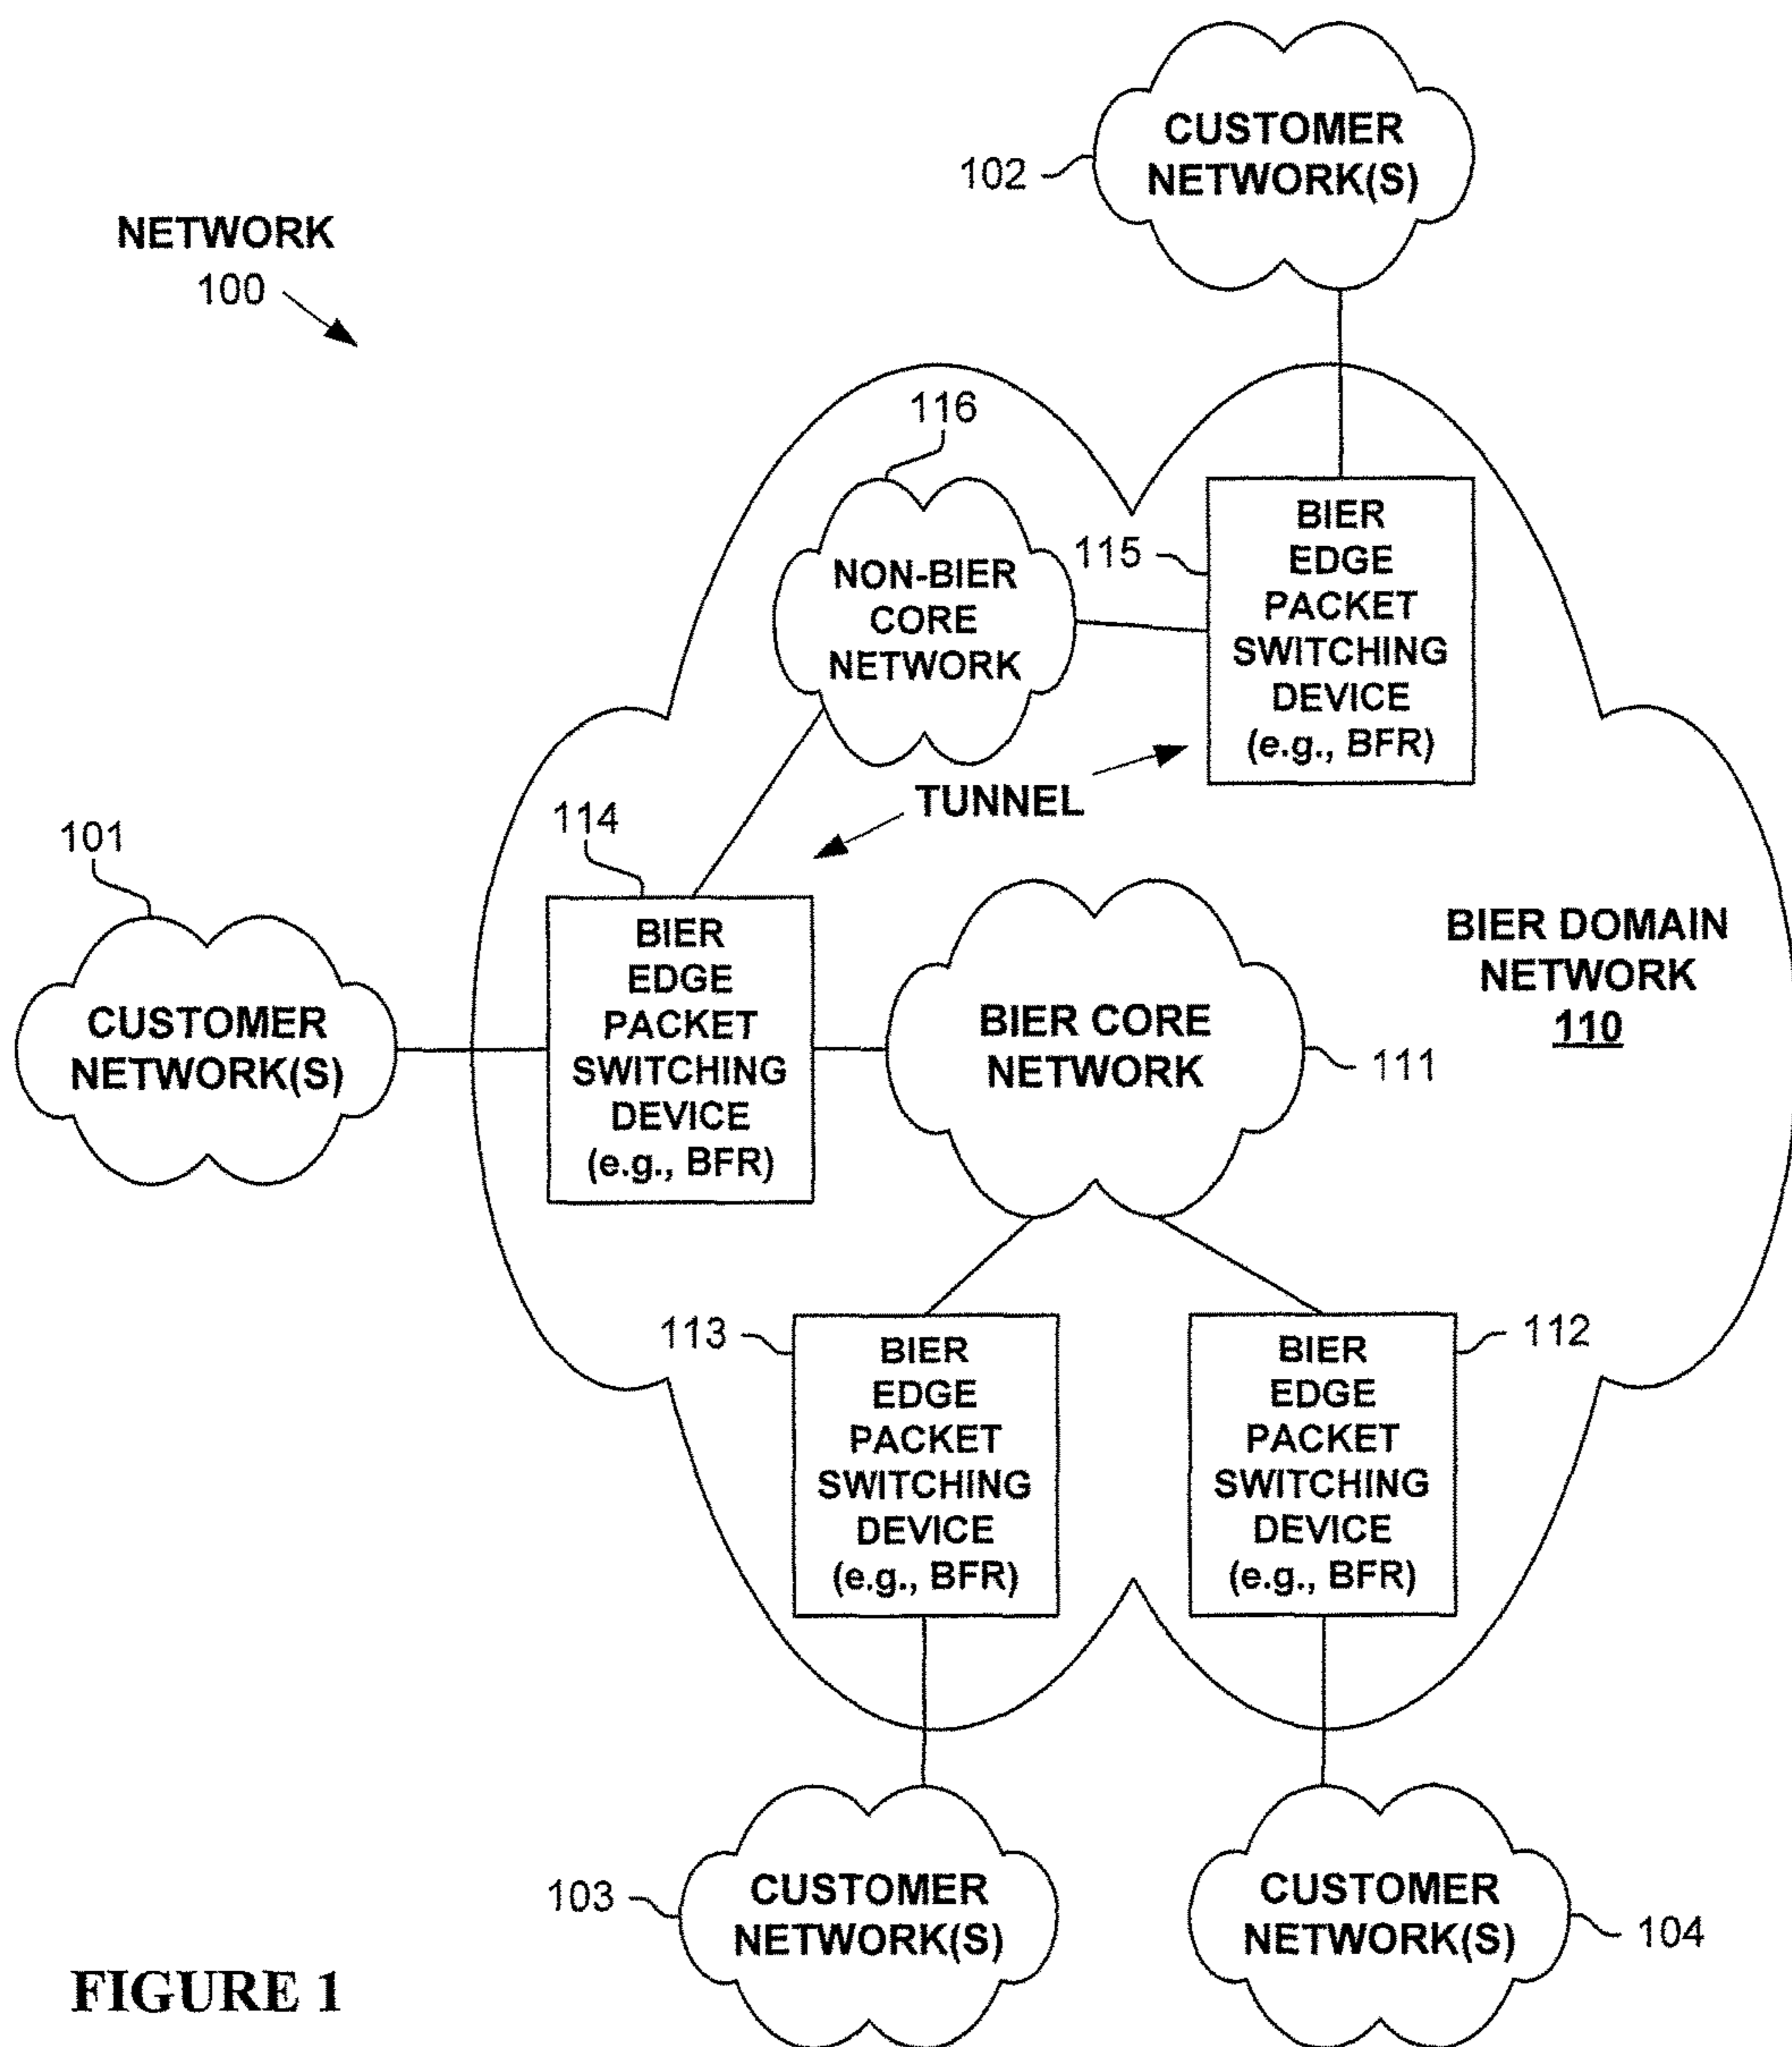 CUSTOMER
NETWORK(S)
102
NETWORK
100
116
NON-BIER
CORE
NETWORK
115
BIER
EDGE
PACKET
SWITCHING
DEVICE
(e.g., BFR)
TUNNEL
114
101
CUSTOMER
NETWORK(S)
BIER
EDGE
PACKET
SWITCHING
DEVICE
(e.g., BFR)
BIER CORE
NETWORK
111
BIER DOMAIN
NETWORK
110
113
BIER
EDGE
PACKET
SWITCHING
DEVICE
(e.g., BFR)
BIER
EDGE
PACKET
SWITCHING
DEVICE
(e.g., BFR)
112
103
CUSTOMER
NETWORK(S)
CUSTOMER
NETWORK(S)
104
FIGURE 1